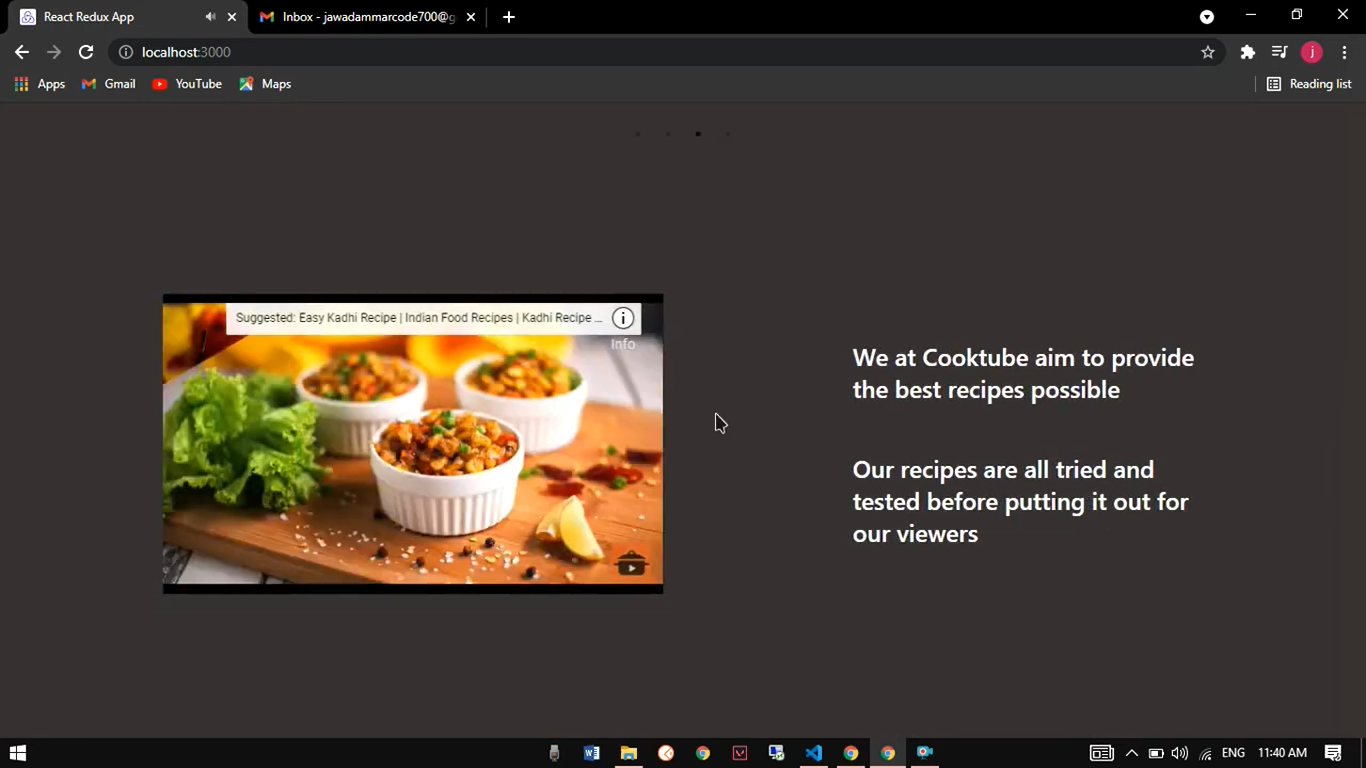 React Redux App
Inbox - jawadammarcode700@g
localhost:3000
j
Apps
Gmail
YouTube
Maps
Reading list
Suggested: Easy Kadhi Recipe | Indian Food Recipes | Kadhi Recipe ...
Info
We at Cooktube aim to provide
the best recipes possible
Our recipes are all tried and
tested before putting it out for
our viewers
ENG
11:40 AM